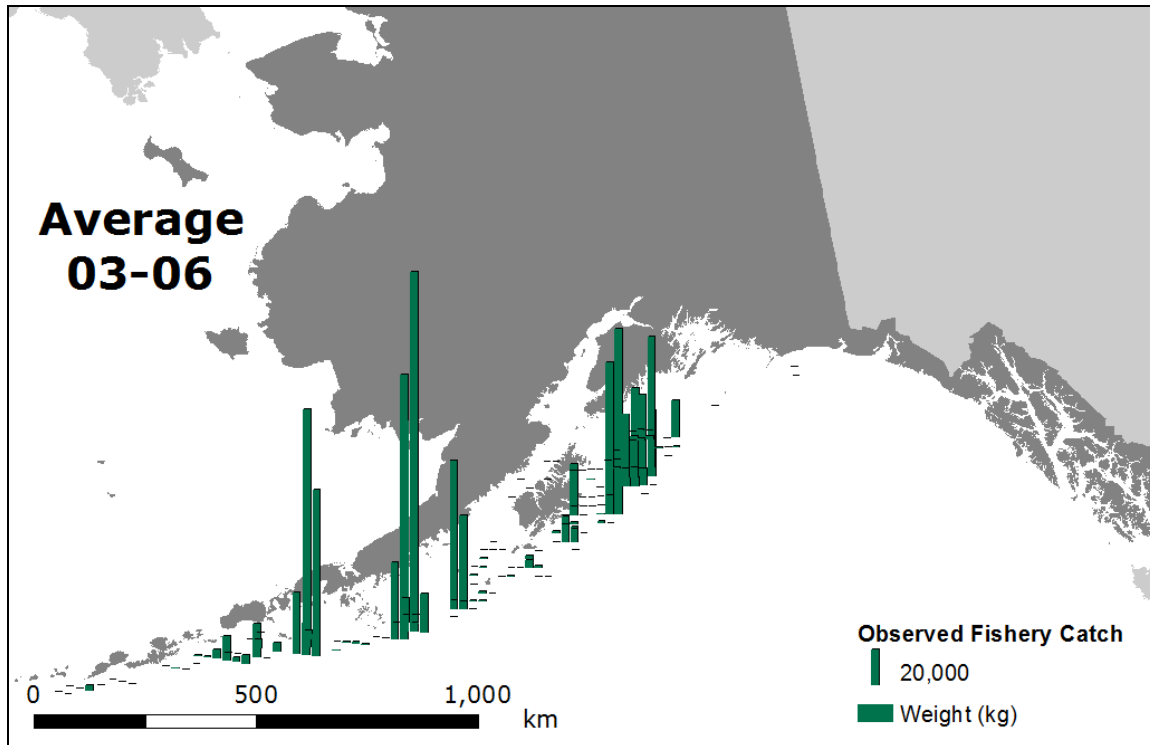 Average
03-06
Observed Fishery Catch
20,000
Weight (kg)
0 500 1,000
km